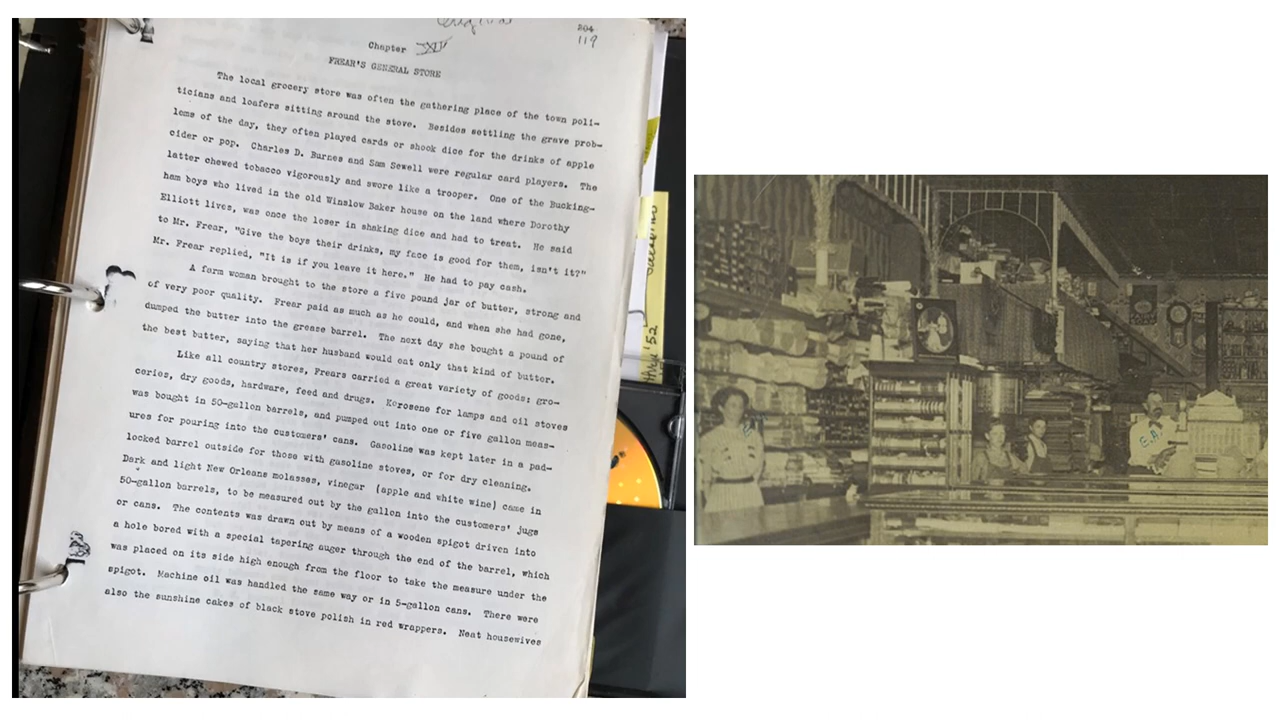 204
119
Chapter XXIV
FREAR'S GENERAL STORE
The local grocery store was often the gathering place of the town poli-
ticians and loafers sitting around the stove. Besides settling the grave prob-
lems of the day, they often played cards or shook dice for the drinks of apple
cider or pop. Charles D. Burnes and Sam Sewell were regular card players. The
latter chewed tobacco vigorously and swore like a trooper. One of the Bucking-
ham boys who lived in the old Winslow Baker house on the land where Dorothy
Elliott lives, was once the loser in shaking dice and had to treat. He said
to Mr. Frear, "Give the boys their drinks, my face is good for them, isn't it?"
Mr. Frear replied, "It is if you leave it here." He had to pay cash.
A farm woman brought to the store a five pound jar of butter, strong and
of very poor quality. Frear paid as much as he could, and when she had gone,
dumped the butter into the grease barrel. The next day she bought a pound of
the best butter, saying that her husband would eat only that kind of butter.
Like all country stores, Frears carried a great variety of goods: gro-
ceries, dry goods, hardware, feed and drugs. Kerosene for lamps and oil stoves
was bought in 50-gallon barrels, and pumped out into one or five gallon meas-
ures for pouring into the customers' cans. Gasoline was kept later in a pad-
locked barrel outside for those with gasoline stoves, or for dry cleaning.
Dark and light New Orleans molasses, vinegar (apple and white wine) came in
50-gallon barrels, to be measured out by the gallon into the customers' jugs
or cans. The contents was drawn out by means of a wooden spigot driven into
a hole bored with a special tapering auger through the end of the barrel, which
was placed on its side high enough from the floor to take the measure under the
spigot. Machine oil was handled the same way or in 5-gallon cans. There were
also the sunshine cakes of black stove polish in red wrappers. Neat housewives
'52
E.A.